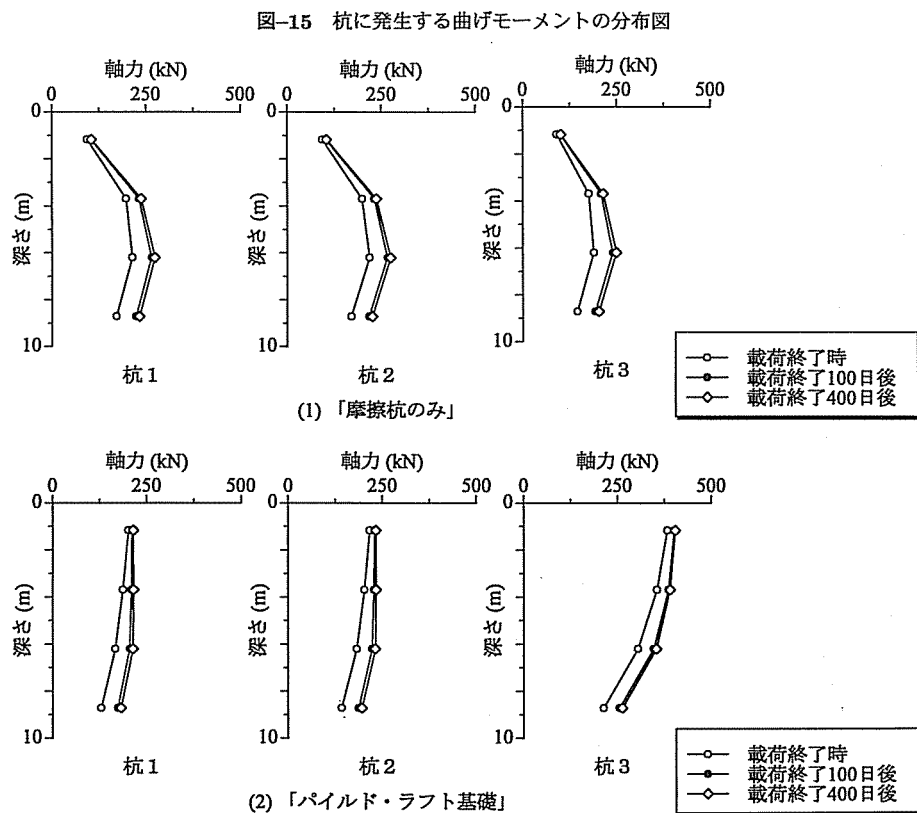 図–15　杭に発生する曲げモーメントの分布図
軸力 (kN)
0 250 500
0
深さ (m)
10
杭 1
軸力 (kN)
0 250 500
0
深さ (m)
10
杭 2
軸力 (kN)
0 250 500
0
深さ (m)
10
杭 3
載荷終了時
載荷終了100日後
載荷終了400日後
(1) 「摩擦杭のみ」
軸力 (kN)
0 250 500
0
深さ (m)
10
杭 1
軸力 (kN)
0 250 500
0
深さ (m)
10
杭 2
軸力 (kN)
0 250 500
0
深さ (m)
10
杭 3
載荷終了時
載荷終了100日後
載荷終了400日後
(2) 「パイルド・ラフト基礎」